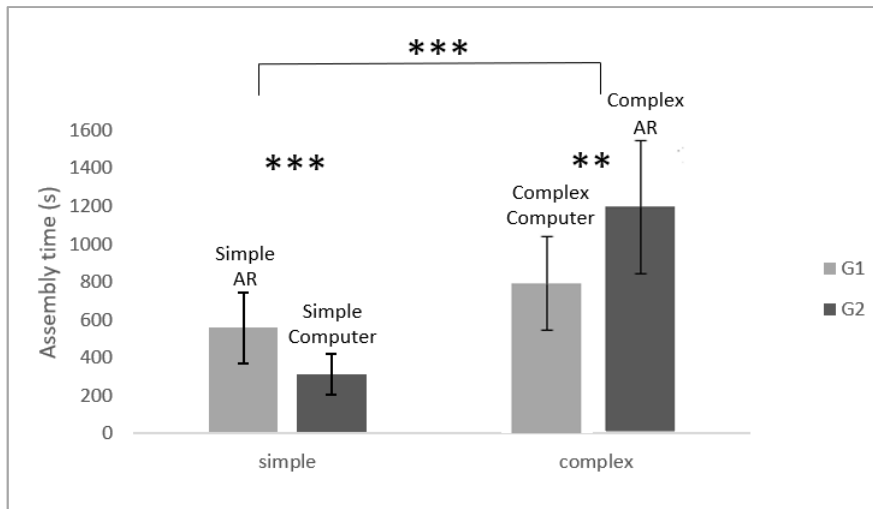 ***
Complex
AR
1600
1400
1200
1000
800
600
400
200
0
Assembly time (s)
***
**
Simple
AR
Simple
Computer
Complex
Computer
simple
complex
G1
G2